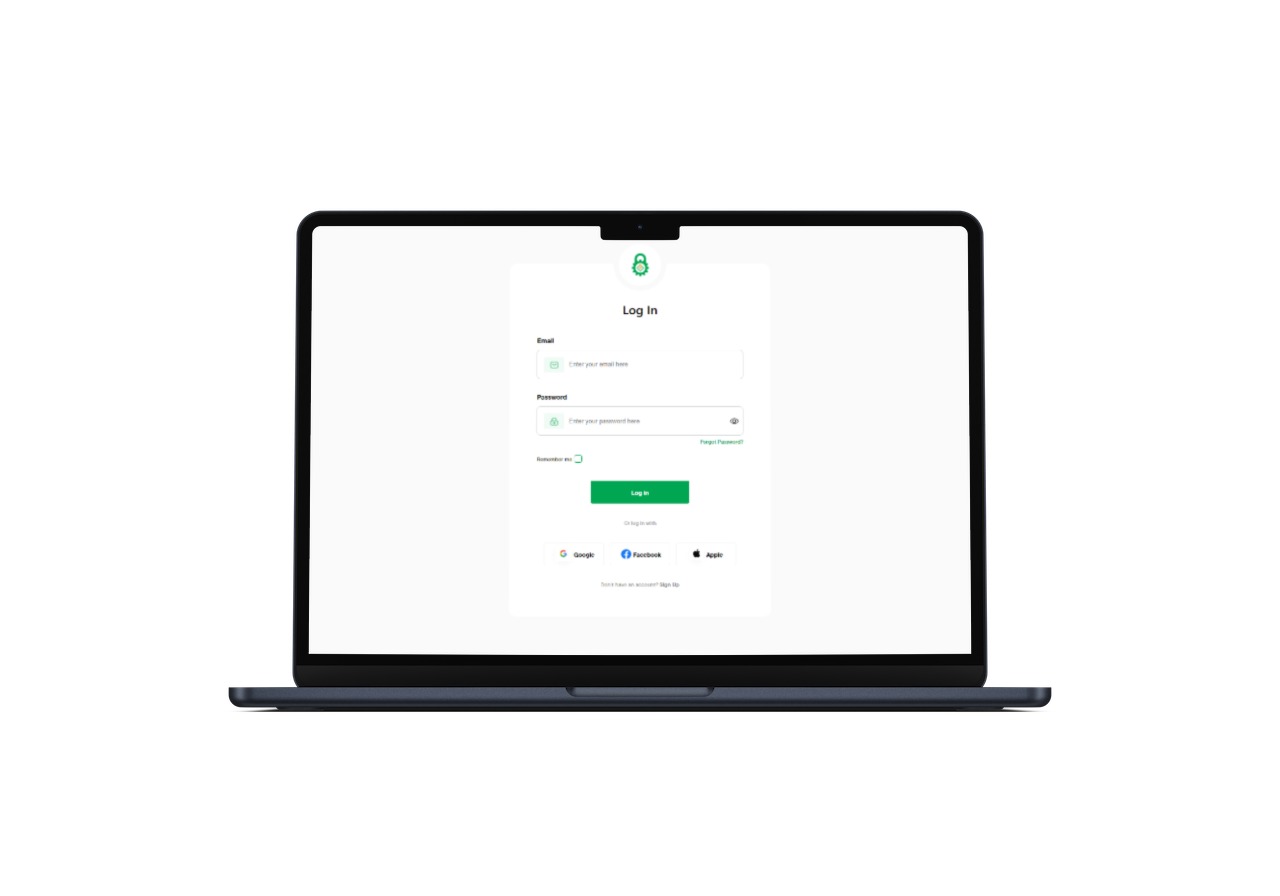 Log In
Email
Enter your email here
Password
Enter your password here
Forgot Password?
Remember me
Log in
Or log in with
Google Facebook Apple
Don't have an account? Sign Up